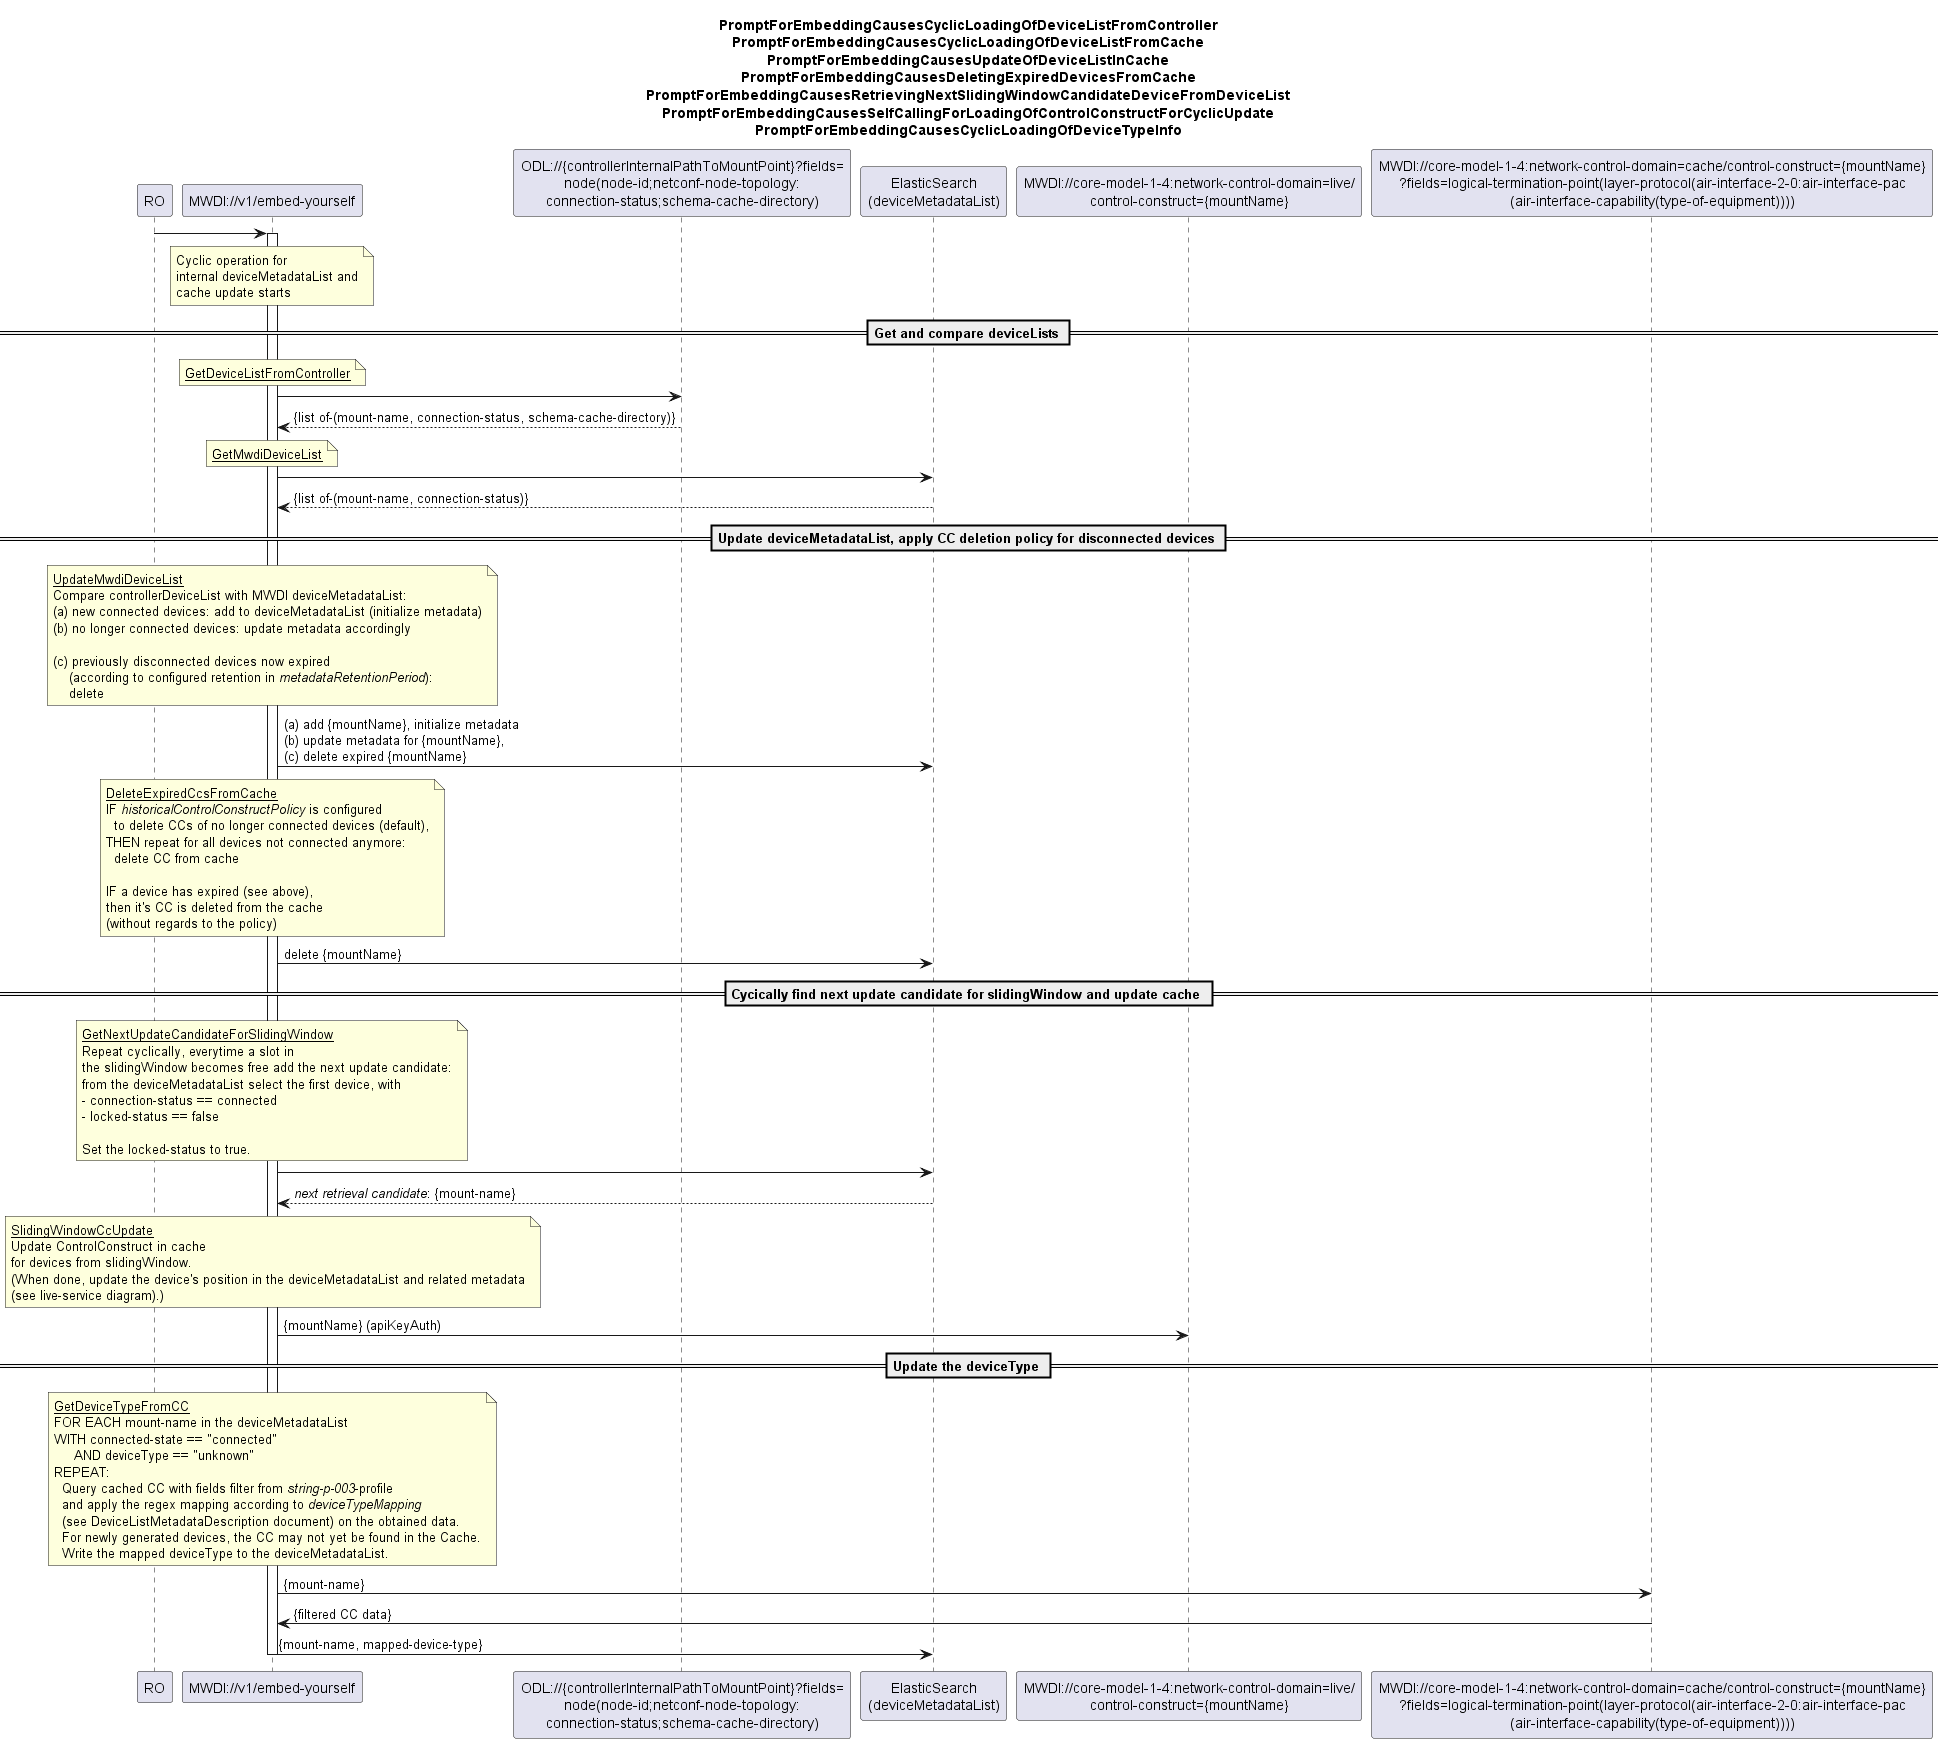 PromptForEmbeddingCausesCyclicLoadingOfDeviceListFromController
PromptForEmbeddingCausesCyclicLoadingOfDeviceListFromCache
PromptForEmbeddingCausesUpdateOfDeviceListInCache
PromptForEmbeddingCausesDeletingExpiredDevicesFromCache
PromptForEmbeddingCausesRetrievingNextSlidingWindowCandidateDeviceFromDeviceList
PromptForEmbeddingCausesSelfCallingForLoadingOfControlConstructForCyclicUpdate
PromptForEmbeddingCausesCyclicLoadingOfDeviceTypeInfo
RO
MWDI://v1/embed-yourself
ODL://{controllerInternalPathToMountPoint}?fields=
node(node-id;netconf-node-topology:
connection-status;schema-cache-directory)
ElasticSearch
(deviceMetadataList)
MWDI://core-model-1-4:network-control-domain=live/
control-construct={mountName}
MWDI://core-model-1-4:network-control-domain=cache/control-construct={mountName}
?fields=logical-termination-point(layer-protocol(air-interface-2-0:air-interface-pac
(air-interface-capability(type-of-equipment))))
Cyclic operation for
internal deviceMetadataList and
cache update starts
Get and compare deviceLists
GetDeviceListFromController
{list of-(mount-name, connection-status, schema-cache-directory)}
GetMwdiDeviceList
{list of-(mount-name, connection-status)}
Update deviceMetadataList, apply CC deletion policy for disconnected devices
UpdateMwdiDeviceList
Compare controllerDeviceList with MWDI deviceMetadataList:
(a) new connected devices: add to deviceMetadataList (initialize metadata)
(b) no longer connected devices: update metadata accordingly
(c) previously disconnected devices now expired
(according to configured retention in metadataRetentionPeriod):
delete
(a) add {mountName}, initialize metadata
(b) update metadata for {mountName},
(c) delete expired {mountName}
DeleteExpiredCcsFromCache
IF historicalControlConstructPolicy is configured
to delete CCs of no longer connected devices (default),
THEN repeat for all devices not connected anymore:
delete CC from cache
IF a device has expired (see above),
then it's CC is deleted from the cache
(without regards to the policy)
delete {mountName}
Cycically find next update candidate for slidingWindow and update cache
GetNextUpdateCandidateForSlidingWindow
Repeat cyclically, everytime a slot in
the slidingWindow becomes free add the next update candidate:
from the deviceMetadataList select the first device, with
- connection-status == connected
- locked-status == false
Set the locked-status to true.
next retrieval candidate: {mount-name}
SlidingWindowCcUpdate
Update ControlConstruct in cache
for devices from slidingWindow.
(When done, update the device's position in the deviceMetadataList and related metadata
(see live-service diagram).)
{mountName} (apiKeyAuth)
Update the deviceType
GetDeviceTypeFromCC
FOR EACH mount-name in the deviceMetadataList
WITH connected-state == "connected"
AND deviceType == "unknown"
REPEAT:
Query cached CC with fields filter from string-p-003-profile
and apply the regex mapping according to deviceTypeMapping
(see DeviceListMetadataDescription document) on the obtained data.
For newly generated devices, the CC may not yet be found in the Cache.
Write the mapped deviceType to the deviceMetadataList.
{mount-name}
{filtered CC data}
{mount-name, mapped-device-type}
RO
MWDI://v1/embed-yourself
ODL://{controllerInternalPathToMountPoint}?fields=
node(node-id;netconf-node-topology:
connection-status;schema-cache-directory)
ElasticSearch
(deviceMetadataList)
MWDI://core-model-1-4:network-control-domain=live/
control-construct={mountName}
MWDI://core-model-1-4:network-control-domain=cache/control-construct={mountName}
?fields=logical-termination-point(layer-protocol(air-interface-2-0:air-interface-pac
(air-interface-capability(type-of-equipment))))